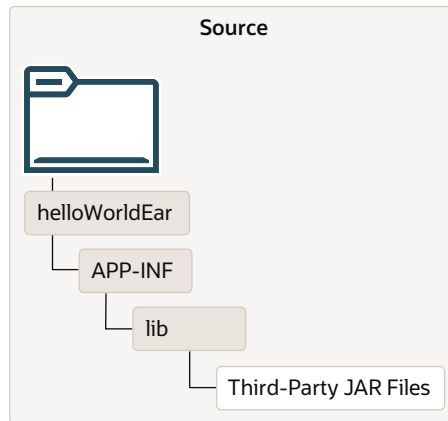 Source
helloWorldEar
APP-INF
lib
Third-Party JAR Files